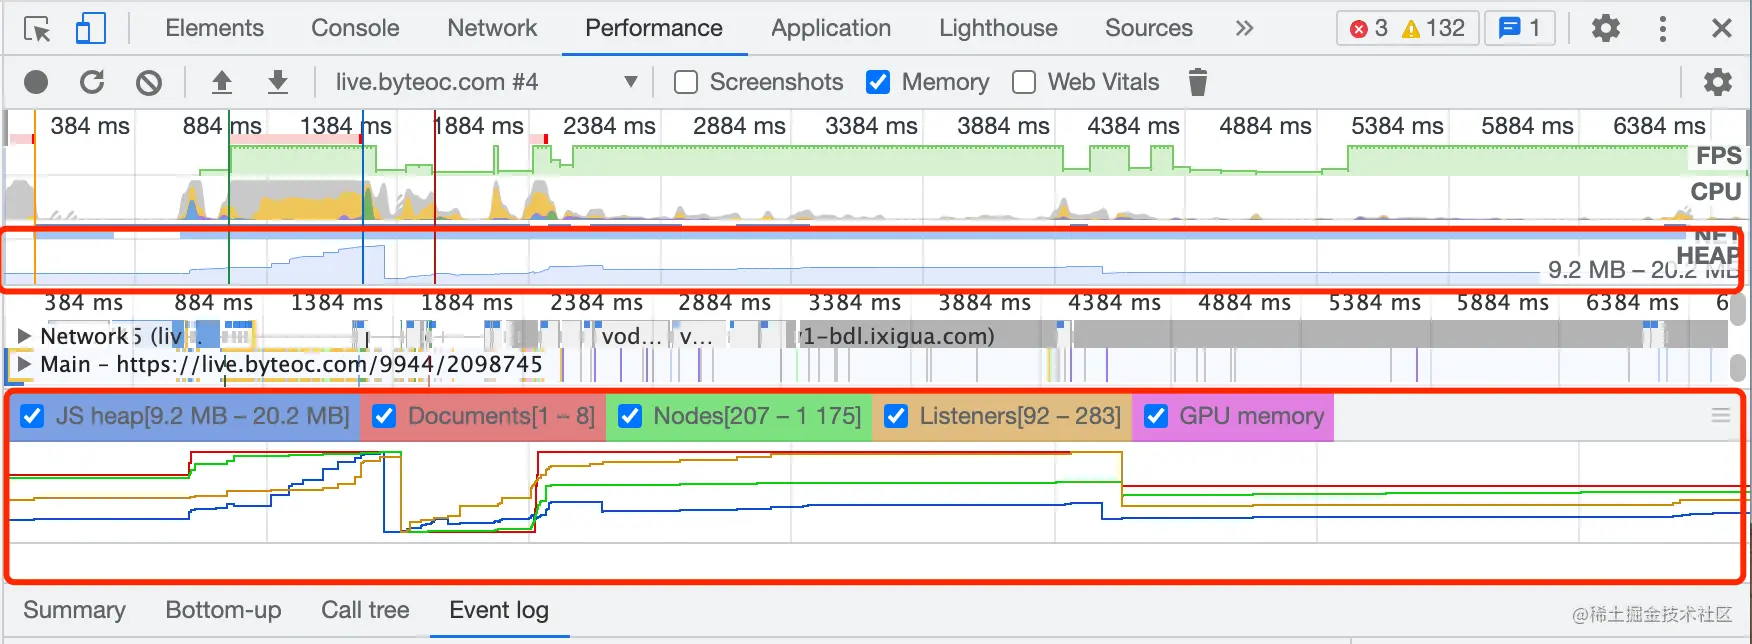 Elements Console Network Performance Application Lighthouse Sources » 3 132 1
live.byteoc.com #4 Screenshots Memory Web Vitals
384 ms 884 ms 1384 ms 1884 ms 2384 ms 2884 ms 3384 ms 3884 ms 4384 ms 4884 ms 5384 ms 5884 ms 6384 ms
FPS
CPU
NET
HEAP
9.2 MB – 20.2 MB
384 ms 884 ms 1384 ms 1884 ms 2384 ms 2884 ms 3384 ms 3884 ms 4384 ms 4884 ms 5384 ms 5884 ms 6384 ms 6
Network 5 (liv . vod... v... r1-bdl.ixigua.com)
Main – https://live.byteoc.com/9944/2098745
JS heap[9.2 MB – 20.2 MB] Documents[1 – 8] Nodes[207 – 1 175] Listeners[92 – 283] GPU memory
Summary Bottom-up Call tree Event log
@稀土掘金技术社区